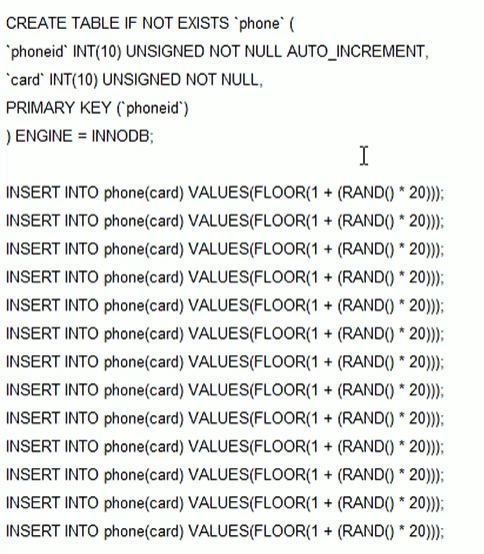 CREATE TABLE IF NOT EXISTS `phone` (
`phoneid` INT(10) UNSIGNED NOT NULL AUTO_INCREMENT,
`card` INT(10) UNSIGNED NOT NULL,
PRIMARY KEY (`phoneid`)
) ENGINE = INNODB;
INSERT INTO phone(card) VALUES(FLOOR(1 + (RAND() * 20)));
INSERT INTO phone(card) VALUES(FLOOR(1 + (RAND() * 20)));
INSERT INTO phone(card) VALUES(FLOOR(1 + (RAND() * 20)));
INSERT INTO phone(card) VALUES(FLOOR(1 + (RAND() * 20)));
INSERT INTO phone(card) VALUES(FLOOR(1 + (RAND() * 20)));
INSERT INTO phone(card) VALUES(FLOOR(1 + (RAND() * 20)));
INSERT INTO phone(card) VALUES(FLOOR(1 + (RAND() * 20)));
INSERT INTO phone(card) VALUES(FLOOR(1 + (RAND() * 20)));
INSERT INTO phone(card) VALUES(FLOOR(1 + (RAND() * 20)));
INSERT INTO phone(card) VALUES(FLOOR(1 + (RAND() * 20)));
INSERT INTO phone(card) VALUES(FLOOR(1 + (RAND() * 20)));
INSERT INTO phone(card) VALUES(FLOOR(1 + (RAND() * 20)));
INSERT INTO phone(card) VALUES(FLOOR(1 + (RAND() * 20)));